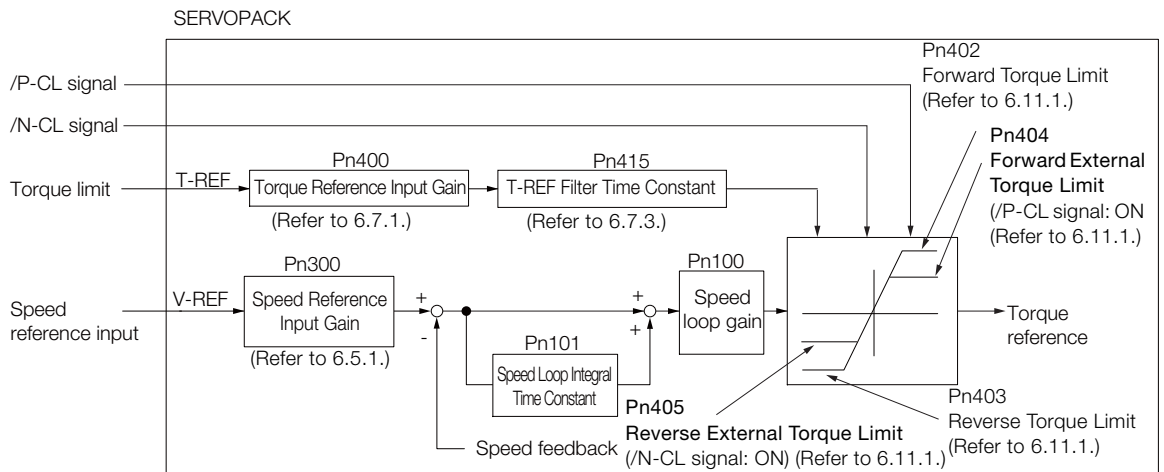 SERVOPACK
Pn402
Forward Torque Limit
(Refer to 6.11.1.)
/P-CL signal
/N-CL signal
Pn404
Forward External
Torque Limit
(/P-CL signal: ON
(Refer to 6.11.1.)
Torque limit
T-REF
Pn400
Torque Reference Input Gain
(Refer to 6.7.1.)
Pn415
T-REF Filter Time Constant
(Refer to 6.7.3.)
Speed
reference input
V-REF
Pn300
Speed Reference
Input Gain
(Refer to 6.5.1.)
+
-
Pn101
Speed Loop Integral
Time Constant
+
+
Pn100
Speed
loop gain
Torque
reference
Speed feedback
Pn405
Reverse External Torque Limit
(/N-CL signal: ON) (Refer to 6.11.1.)
Pn403
Reverse Torque Limit
(Refer to 6.11.1.)